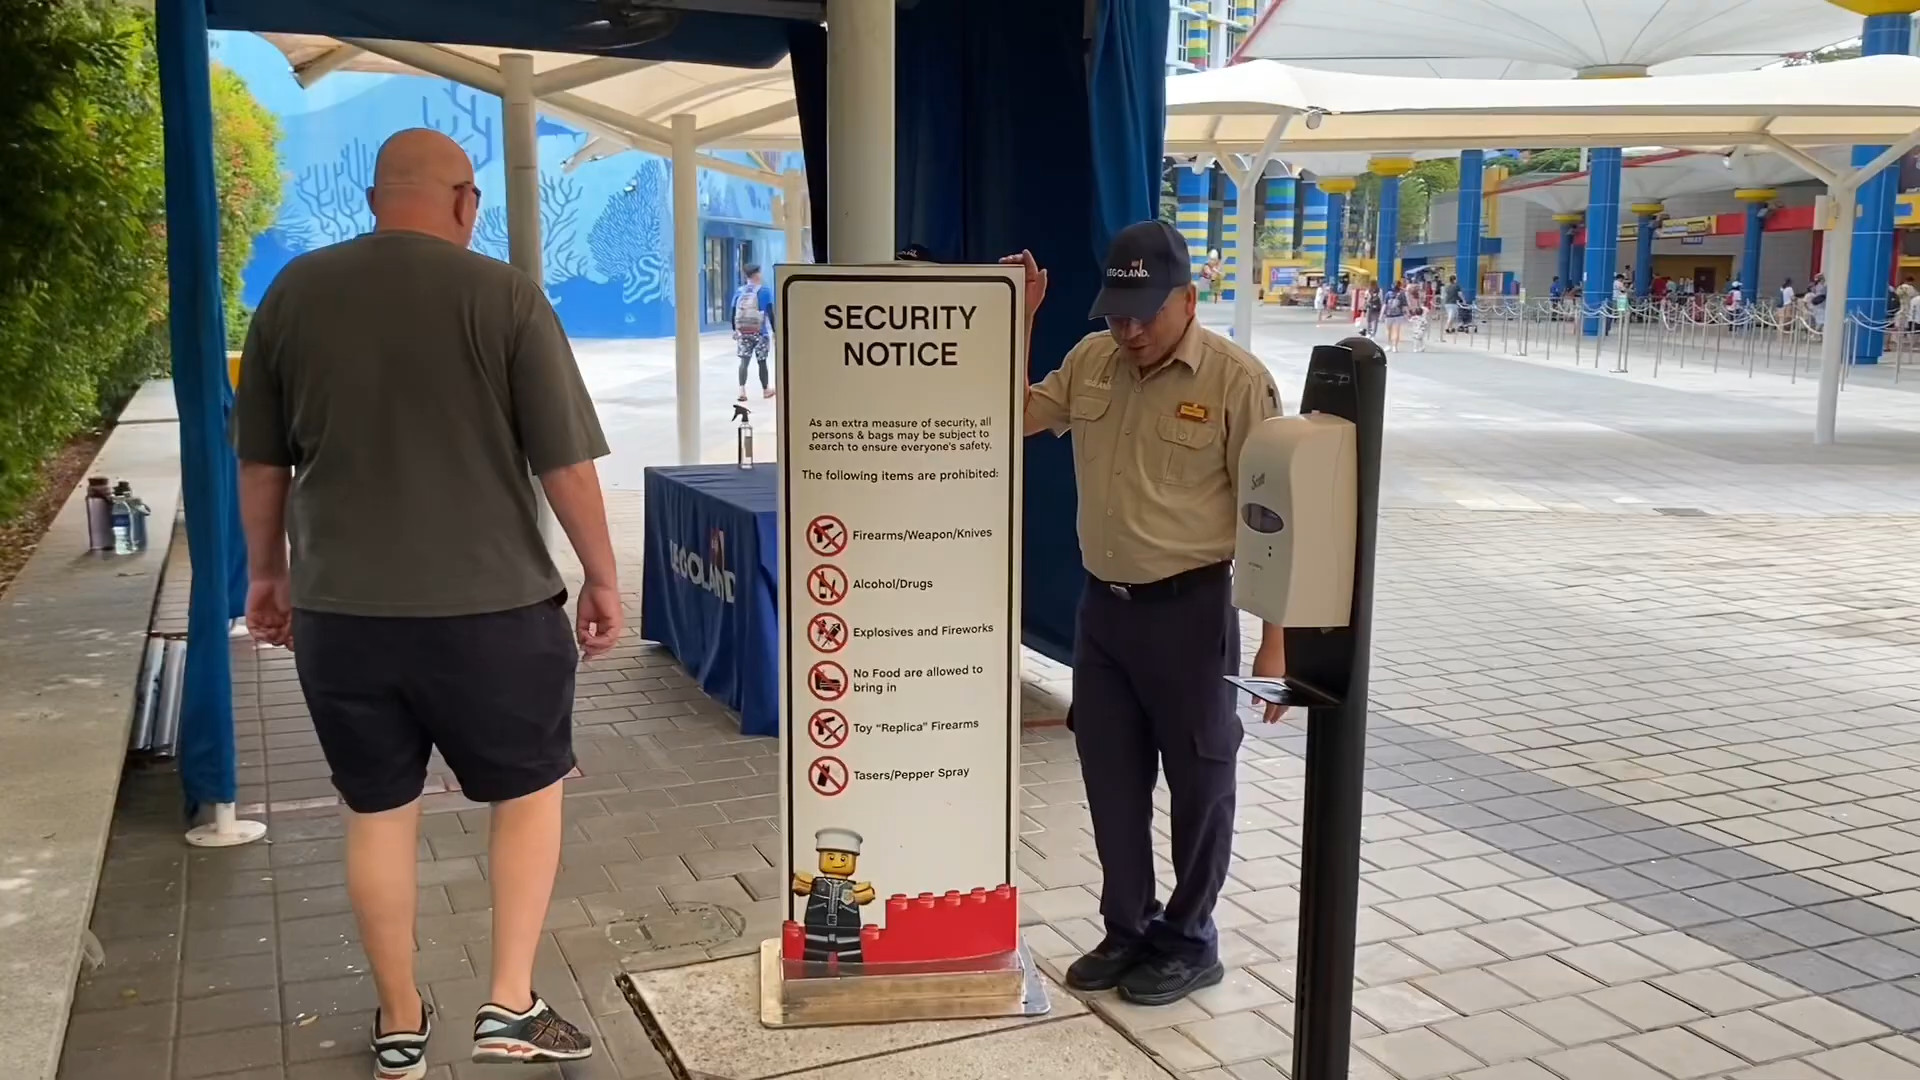 SECURITY
NOTICE
As an extra measure of security, all
persons & bags may be subject to
search to ensure everyone's safety.
The following items are prohibited:
Firearms/Weapon/Knives
Alcohol/Drugs
Explosives and Fireworks
No Food are allowed to
bring in
Toy "Replica" Firearms
Tasers/Pepper Spray
LEGOLAND
LEGOLAND.
Scott